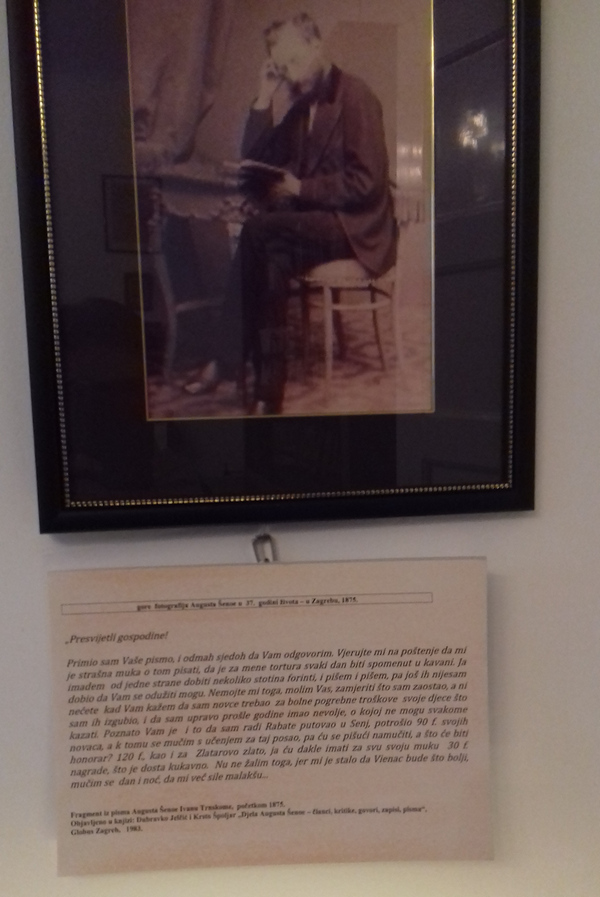 gore fotografija Augusta Šenoe u 37. godini života – u Zagrebu, 1875.
„Presvijetli gospodine!
Primio sam Vaše pismo, i odmah sjedoh da Vam odgovorim. Vjerujte mi na poštenje da mi
je strašna muka o tom pisati, da je za mene tortura svaki dan biti spomenut u kavani. Ja
imađem od jedne strane dobiti nekoliko stotina forinti, i pišem i pišem, pa još ih nijesam
dobio da Vam se odužiti mogu. Nemojte mi toga, molim Vas, zamjeriti što sam zaostao, a ni
nećete kad Vam kažem da sam novce trebao za bolne pogrebne troškove svoje djece što
sam ih izgubio, i da sam upravo prošle godine imao nevolje, o kojoj ne mogu svakome
kazati. Poznato Vam je i to da sam radi Rabate putovao u Senj, potrošio 90 f. svojih
novaca, a k tomu se mučim s učenjem za taj posao, pa ću se pišući namučiti, a što će biti
honorar? 120 f., kao i za Zlatarovo zlato, ja ću dakle imati za svu svoju muku 30 f.
nagrade, što je dosta kukavno. Nu ne žalim toga, jer mi je stalo da Vienac bude što bolji,
mučim se dan i noć, da mi već sile malakšu...
Fragment iz pisma Augusta Šenoe Ivanu Trnskome, početkom 1875.
Objavljeno u knjizi: Dubravko Jelčić i Krsto Špoljar „Djela Augusta Šenoe – članci, kritike, govori, zapisi, pisma",
Globus Zagreb, 1983.